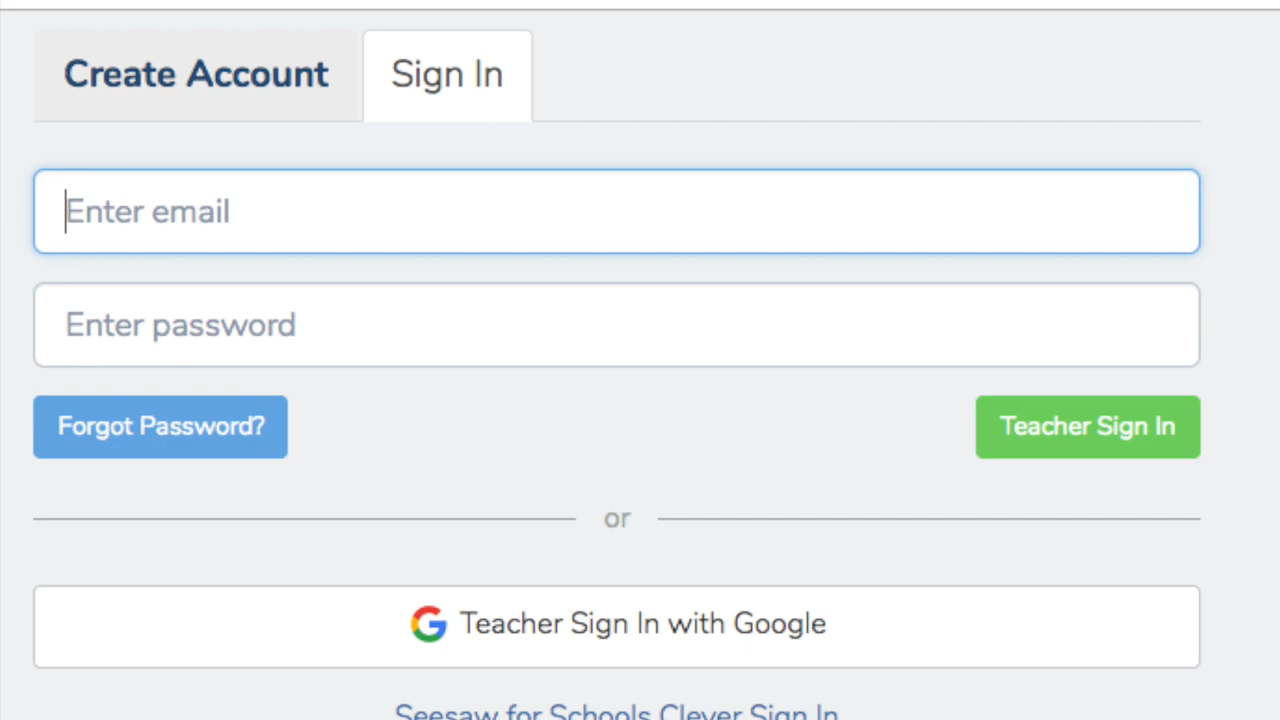 Create Account Sign In
Enter email
Enter password
Forgot Password? Teacher Sign In
or
Teacher Sign In with Google
Seesaw for Schools Clever Sign In